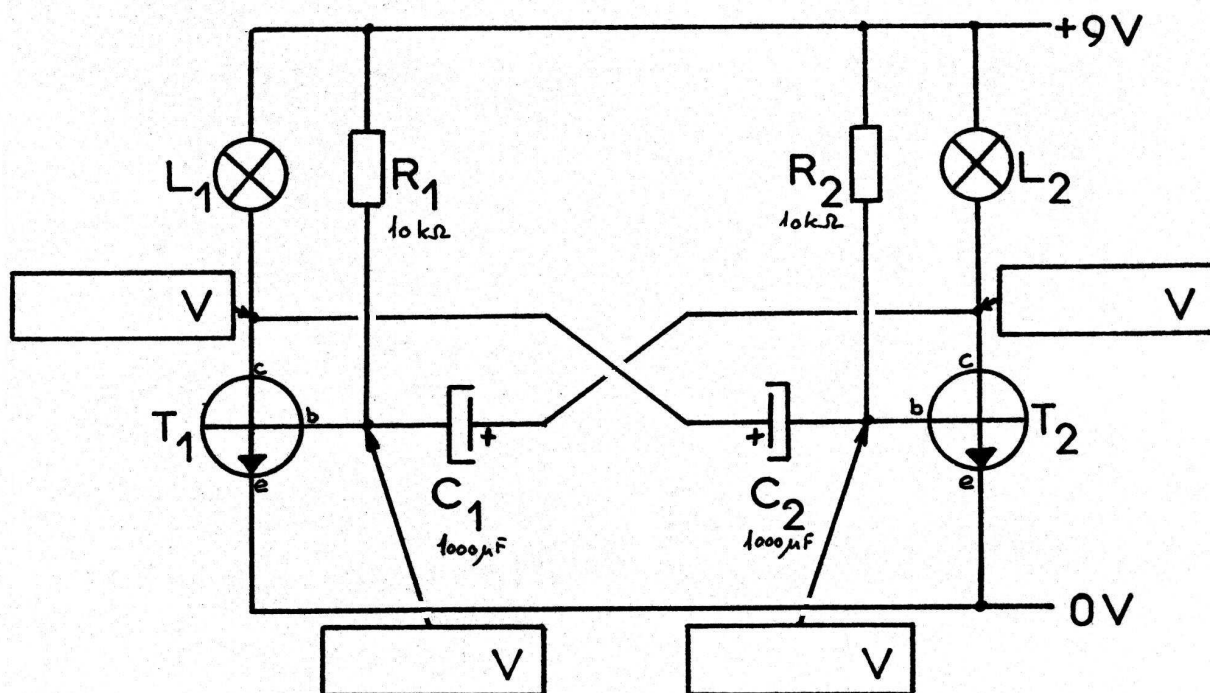 +9V
L1
R1
10kΩ
R2
10kΩ
L2
V
V
c
c
T1
b
+
+
b
T2
e
e
C1
1000µF
C2
1000µF
0V
V
V